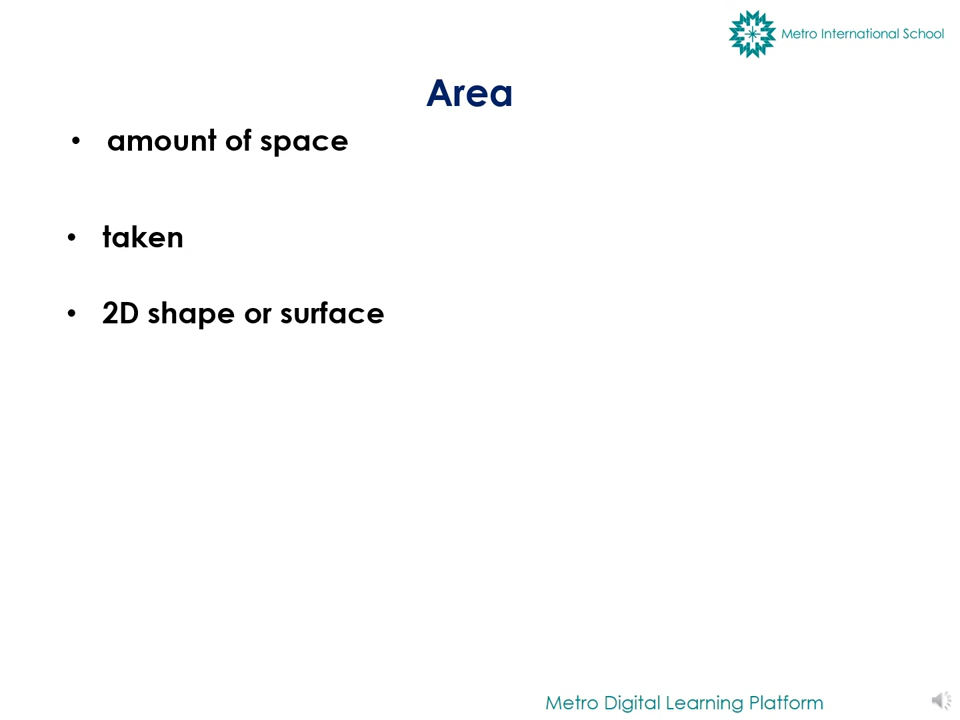 Metro International School
Area
• amount of space
• taken
• 2D shape or surface
Metro Digital Learning Platform